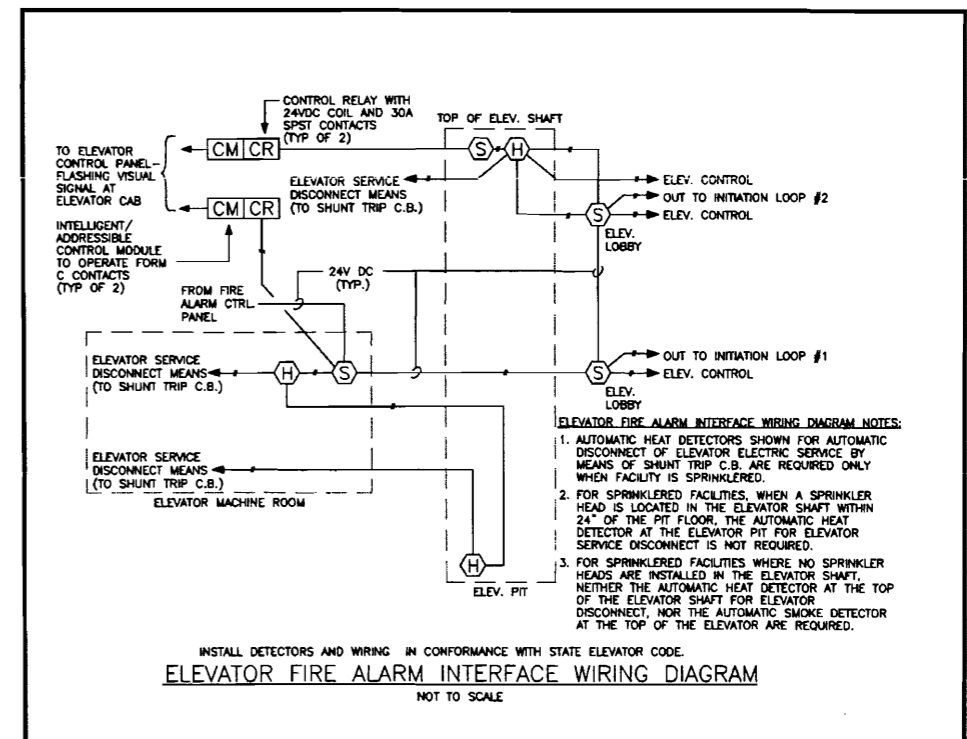 CONTROL RELAY WITH
24VDC COIL AND 30A
SPST CONTACTS
(TYP OF 2)
TOP OF ELEV. SHAFT
TO ELEVATOR
CONTROL PANEL-
FLASHING VISUAL
SIGNAL AT
ELEVATOR CAB
CM CR
S
H
ELEVATOR SERVICE
DISCONNECT MEANS
(TO SHUNT TRIP C.B.)
ELEV. CONTROL
OUT TO INITIATION LOOP #2
ELEV. CONTROL
CM CR
S
ELEV.
LOBBY
INTELLIGENT/
ADDRESSIBLE
CONTROL MODULE
TO OPERATE FORM
C CONTACTS
(TYP OF 2)
24V DC
(TYP.)
FROM FIRE
ALARM CTRL
PANEL
ELEVATOR SERVICE
DISCONNECT MEANS
(TO SHUNT TRIP C.B.)
H
S
S
OUT TO INITIATION LOOP #1
ELEV. CONTROL
ELEV.
LOBBY
ELEVATOR SERVICE
DISCONNECT MEANS
(TO SHUNT TRIP C.B.)
ELEVATOR MACHINE ROOM
H
ELEV. PIT
ELEVATOR FIRE ALARM INTERFACE WIRING DIAGRAM NOTES:
1. AUTOMATIC HEAT DETECTORS SHOWN FOR AUTOMATIC
DISCONNECT OF ELEVATOR ELECTRIC SERVICE BY
MEANS OF SHUNT TRIP C.B. ARE REQUIRED ONLY
WHEN FACILITY IS SPRINKLERED.
2. FOR SPRINKLERED FACILITIES, WHEN A SPRINKLER
HEAD IS LOCATED IN THE ELEVATOR SHAFT WITHIN
24" OF THE PIT FLOOR, THE AUTOMATIC HEAT
DETECTOR AT THE ELEVATOR PIT FOR ELEVATOR
SERVICE DISCONNECT IS NOT REQUIRED.
3. FOR SPRINKLERED FACILITIES WHERE NO SPRINKLER
HEADS ARE INSTALLED IN THE ELEVATOR SHAFT,
NEITHER THE AUTOMATIC HEAT DETECTOR AT THE TOP
OF THE ELEVATOR SHAFT FOR ELEVATOR
DISCONNECT, NOR THE AUTOMATIC SMOKE DETECTOR
AT THE TOP OF THE ELEVATOR ARE REQUIRED.
INSTALL DETECTORS AND WIRING IN CONFORMANCE WITH STATE ELEVATOR CODE.
ELEVATOR FIRE ALARM INTERFACE WIRING DIAGRAM
NOT TO SCALE